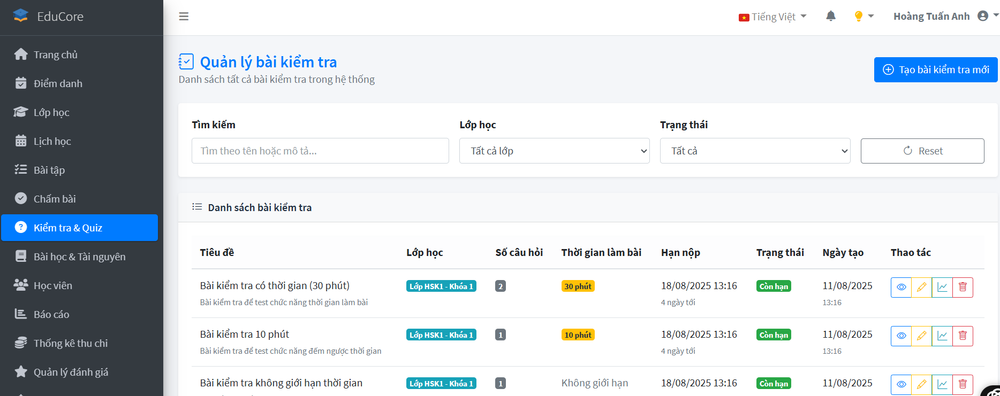 EduCore
Tiếng Việt
Hoàng Tuấn Anh
Trang chủ
Điểm danh
Lớp học
Lịch học
Bài tập
Chấm bài
Kiểm tra & Quiz
Bài học & Tài nguyên
Học viên
Báo cáo
Thống kê thu chi
Quản lý đánh giá
Quản lý bài kiểm tra
Danh sách tất cả bài kiểm tra trong hệ thống
Tạo bài kiểm tra mới
Tìm kiếm Lớp học Trạng thái
Tìm theo tên hoặc mô tả... Tất cả lớp Tất cả Reset
Danh sách bài kiểm tra
Tiêu đề Lớp học Số câu hỏi Thời gian làm bài Hạn nộp Trạng thái Ngày tạo Thao tác
Bài kiểm tra có thời gian (30 phút) Lớp HSK1 - Khóa 1 2 30 phút 18/08/2025 13:16 Còn hạn 11/08/2025
Bài kiểm tra để test chức năng thời gian làm bài 4 ngày tới 13:16
Bài kiểm tra 10 phút Lớp HSK1 - Khóa 1 1 10 phút 18/08/2025 13:16 Còn hạn 11/08/2025
Bài kiểm tra để test chức năng đếm ngược thời gian 4 ngày tới 13:16
Bài kiểm tra không giới hạn thời gian Lớp HSK1 - Khóa 1 1 Không giới hạn 18/08/2025 13:16 Còn hạn 11/08/2025